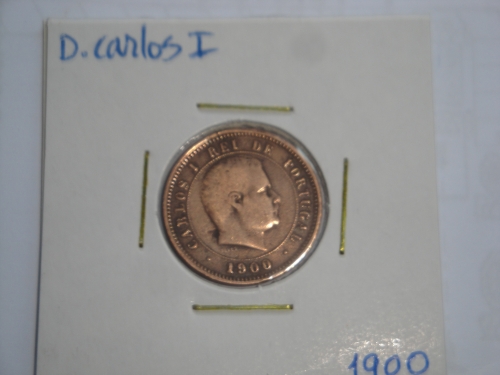 D. carlos I
CARLOS I REI DE PORTUGAL
1900
1900